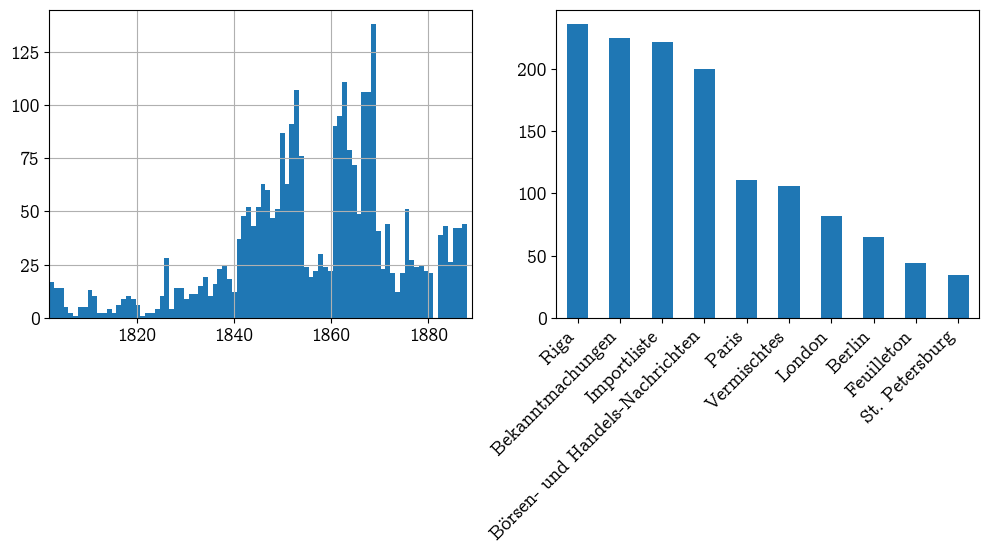 125
100
75
50
25
0
1820 1840 1860 1880
200
150
100
50
0
Riga
Bekanntmachungen
Importliste
Börsen- und Handels-Nachrichten
Paris
Vermischtes
London
Berlin
Feuilleton
St. Petersburg